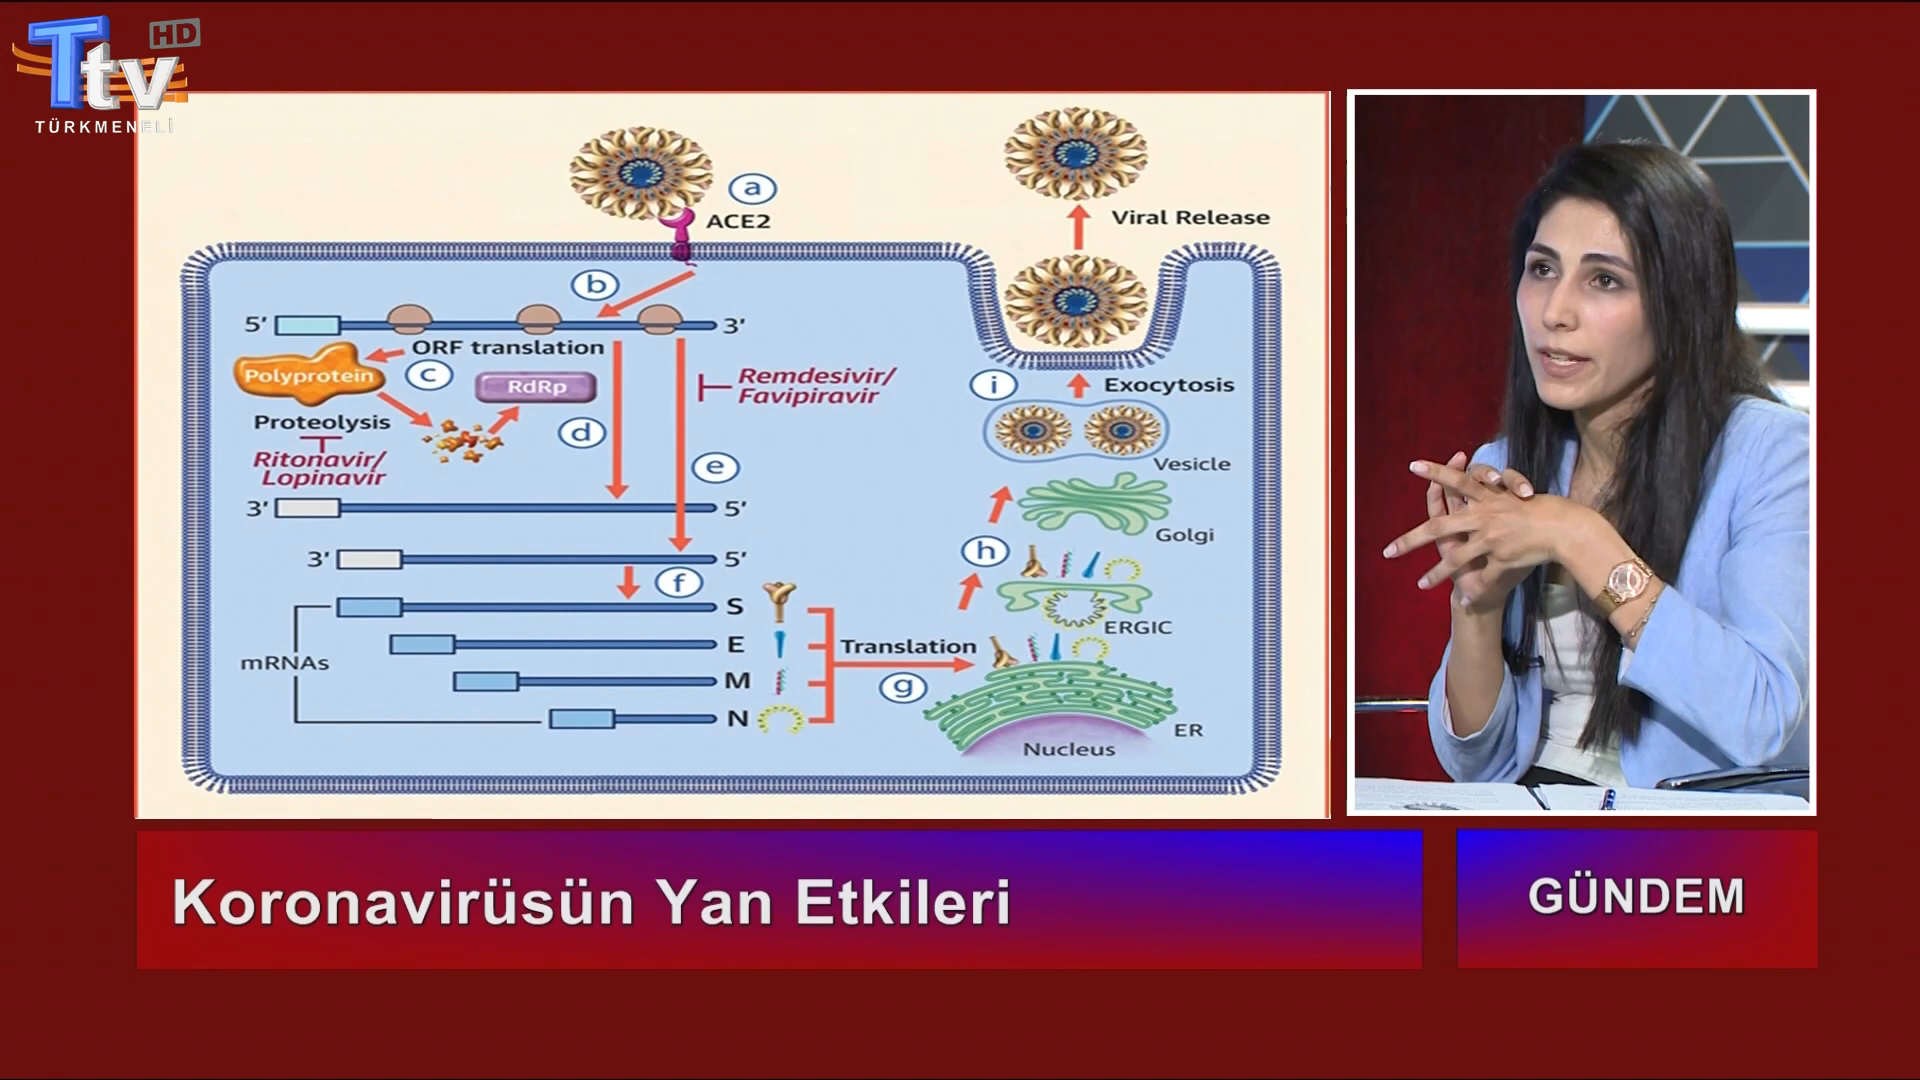 Ttv HD
TÜRKMENELİ
a
ACE2
Viral Release
b
5′
3′
ORF translation
Polyprotein
c
RdRp
Remdesivir/
Favipiravir
i
Exocytosis
Proteolysis
d
Ritonavir/
Lopinavir
e
Vesicle
3′
5′
Golgi
h
3′
5′
f
S
ERGIC
E
Translation
mRNAs
M
g
N
ER
Nucleus
Koronavirüsün Yan Etkileri
GÜNDEM